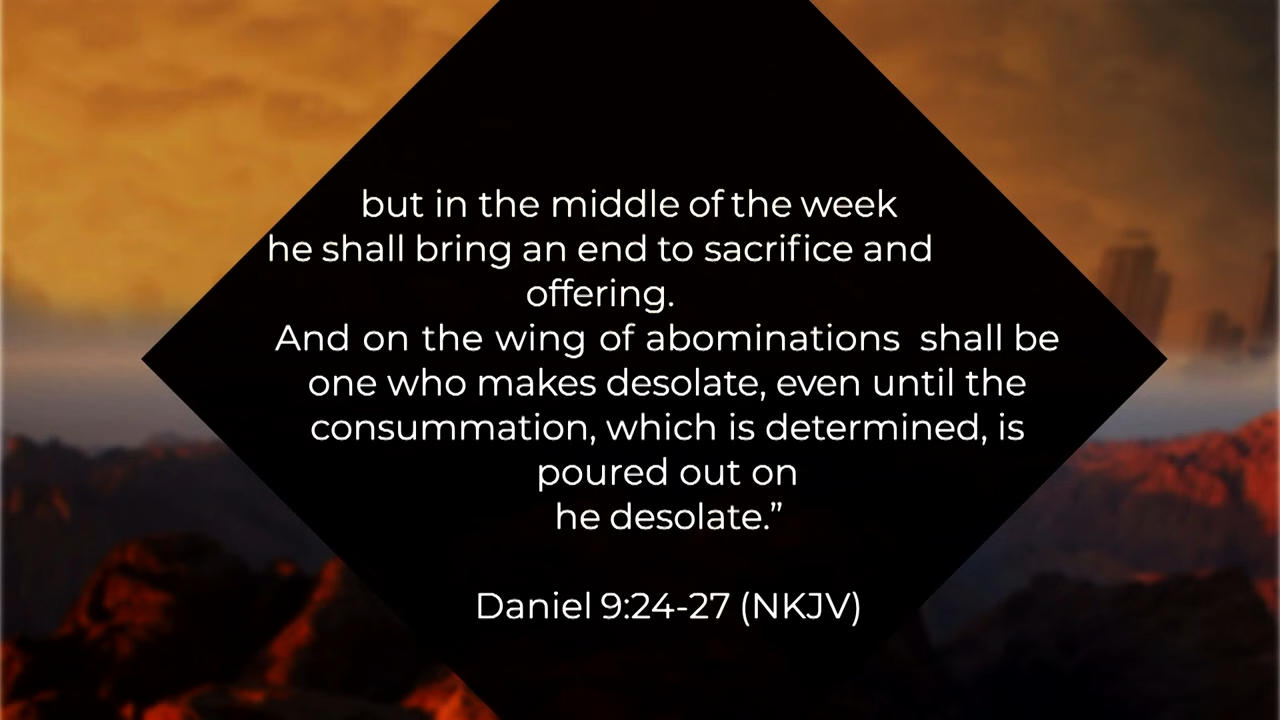 but in the middle of the week
he shall bring an end to sacrifice and
offering.
And on the wing of abominations shall be
one who makes desolate, even until the
consummation, which is determined, is
poured out on
he desolate.”
Daniel 9:24-27 (NKJV)